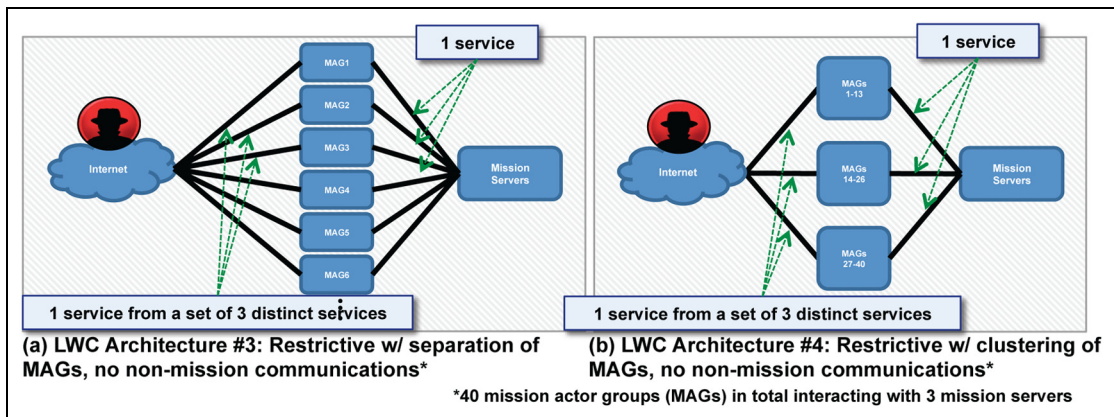 1 service
MAG1
MAG2
MAG3
MAG4
MAG5
MAG6
Internet
Mission
Servers
1 service from a set of 3 distinct services
(a) LWC Architecture #3: Restrictive w/ separation of
MAGs, no non-mission communications*
1 service
MAGs
1-13
MAGs
14-26
MAGs
27-40
Internet
Mission
Servers
1 service from a set of 3 distinct services
(b) LWC Architecture #4: Restrictive w/ clustering of
MAGs, no non-mission communications*
*40 mission actor groups (MAGs) in total interacting with 3 mission servers